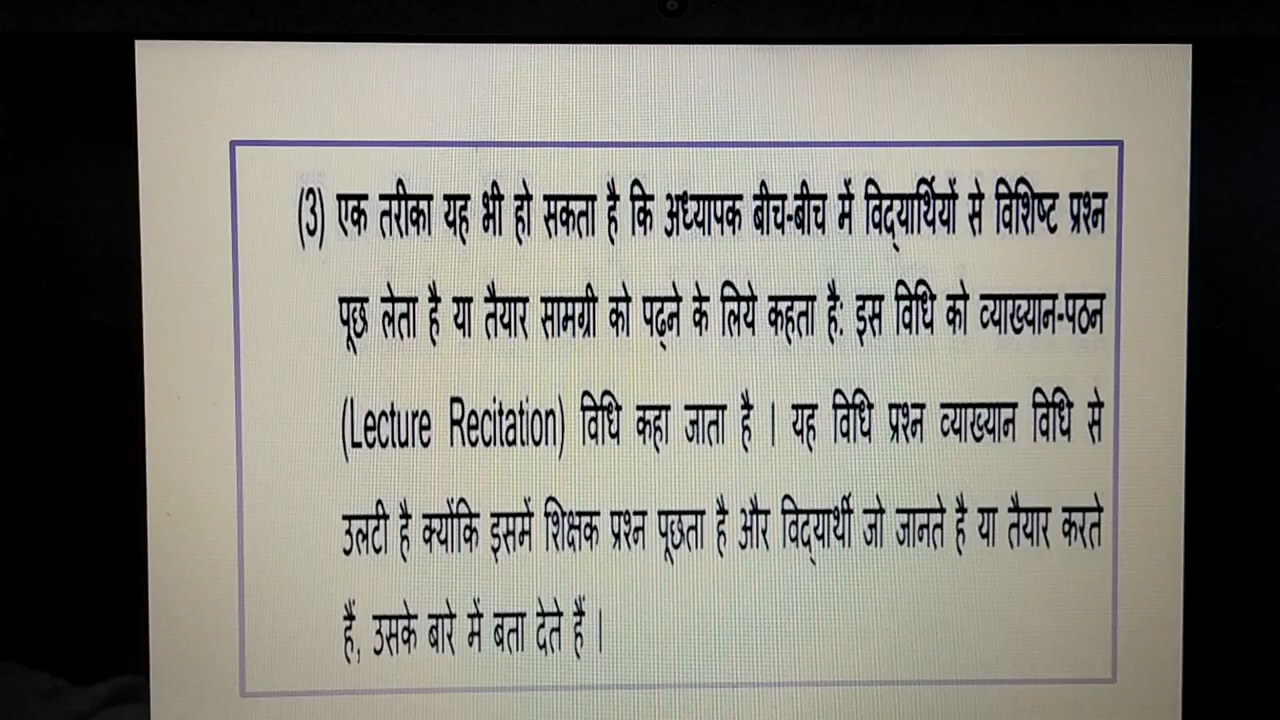 (3) एक तरीका यह भी हो सकता है कि अध्यापक बीच-बीच में विद्यार्थियों से विशिष्ट प्रश्न
पूछ लेता है या तैयार सामग्री को पढ़ने के लिये कहता है: इस विधि को व्याख्यान-पठन
(Lecture Recitation) विधि कहा जाता है । यह विधि प्रश्न व्याख्यान विधि से
उलटी है क्योंकि इसमें शिक्षक प्रश्न पूछता है और विद्यार्थी जो जानते है या तैयार करते
हैं, उसके बारे में बता देते हैं ।